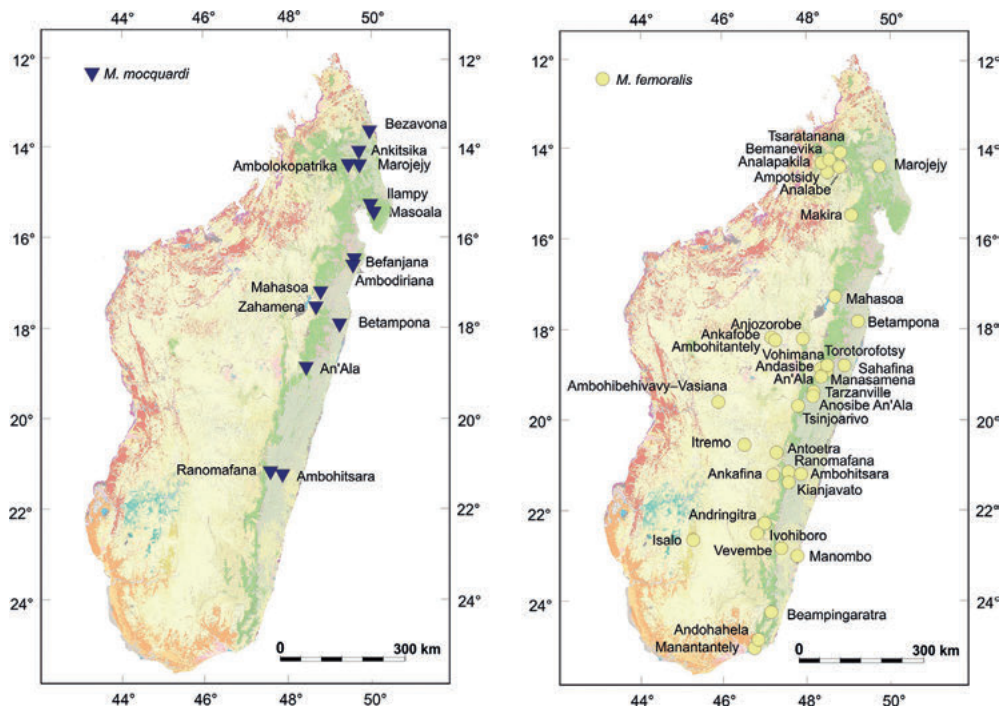 44° 46° 48° 50°
M. mocquardi
12°
14°
16°
18°
20°
22°
24°
Bezavona
Ankitsika
Ambolokopatrika
Marojejy
Ilampy
Masoala
Befanjana
Ambodiriana
Mahasoa
Zahamena
Betampona
An'Ala
Ranomafana
Ambohitsara
0 300 km
12°
14°
16°
18°
20°
22°
24°
44° 46° 48° 50°
44° 46° 48° 50°
M. femoralis
12°
14°
16°
18°
20°
22°
24°
Tsaratanana
Bemanevika
Analapakila
Ampotsidy
Analabe
Marojejy
Makira
Mahasoa
Betampona
Anjozorobe
Ankafobe
Ambohitantely
Vohimana
Torotorofotsy
Andasibe
Sahafina
An'Ala
Manasamena
Ambohibehivavy–Vasiana
Tarzanville
Anosibe An'Ala
Tsinjoarivo
Itremo
Antoetra
Ranomafana
Ankafina
Ambohitsara
Kianjavato
Andringitra
Ivohiboro
Isalo
Vevembe
Manombo
Beampingaratra
Andohahela
Manantantely
0 300 km
12°
14°
16°
18°
20°
22°
24°
44° 46° 48° 50°